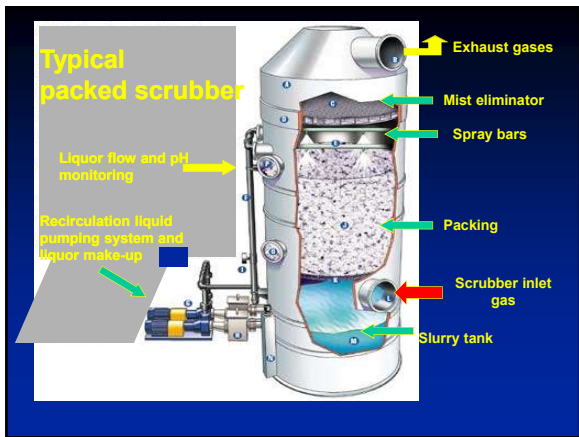 Typical
packed scrubber
Exhaust gases
Mist eliminator
Spray bars
Liquor flow and pH
monitoring
Recirculation liquid
pumping system and
liquor make-up
Packing
Scrubber inlet
gas
Slurry tank
A
B
C
D
E
J
K
L
M
N
G
I